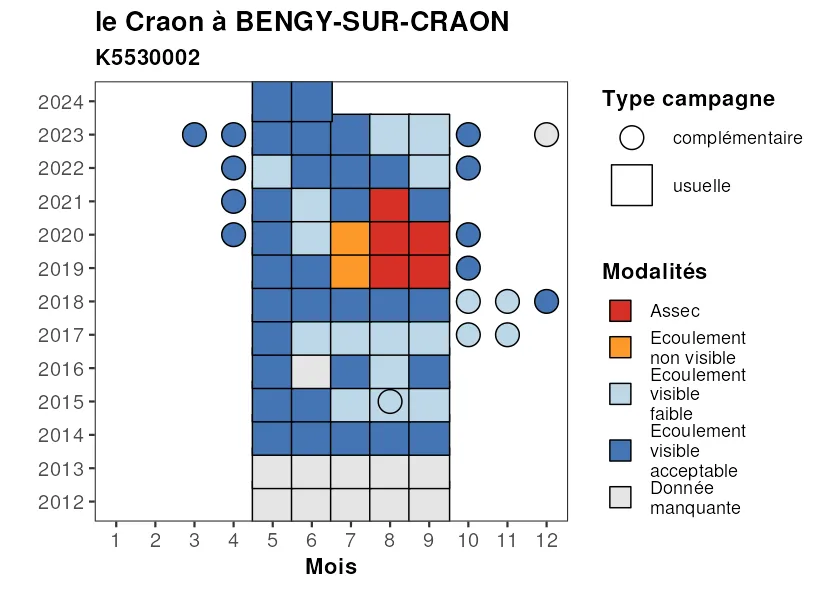 le Craon à BENGY-SUR-CRAON
K5530002
2024
2023
2022
2021
2020
2019
2018
2017
2016
2015
2014
2013
2012
1 2 3 4 5 6 7 8 9 10 11 12
Mois
Type campagne
complémentaire
usuelle
Modalités
Assec
Ecoulement
non visible
Ecoulement
visible
faible
Ecoulement
visible
acceptable
Donnée
manquante